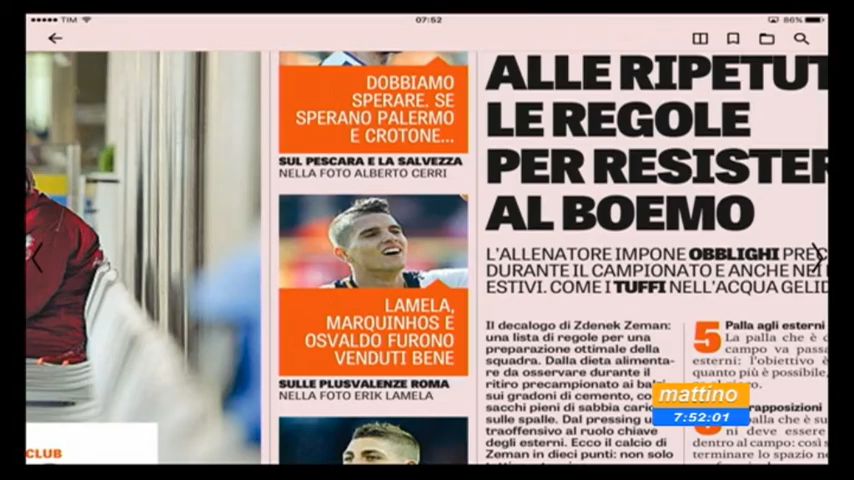 TIM
07:52
86%
DOBBIAMO
SPERARE. SE
SPERANO PALERMO
E CROTONE...
SUL PESCARA E LA SALVEZZA
NELLA FOTO ALBERTO CERRI
LAMELA,
MARQUINHOS E
OSVALDO FURONO
VENDUTI BENE
SULLE PLUSVALENZE ROMA
NELLA FOTO ERIK LAMELA
CLUB
ALLE RIPETUT
LE REGOLE
PER RESISTER
AL BOEMO
L'ALLENATORE IMPONE OBBLIGHI PREC
DURANTE IL CAMPIONATO E ANCHE NEI
ESTIVI. COME I TUFFI NELL'ACQUA GELID
Il decalogo di Zdenek Zeman:
una lista di regole per una
preparazione ottimale della
squadra. Dalla dieta alimenta-
re da osservare durante il
ritiro precampionato ai
sui gradoni di cemento, co
sacchi pieni di sabbia caric
sulle spalle. Dal pressing
traoffensivo al ruolo chiave
degli esterni. Ecco il calcio di
Zeman in dieci punti: non solo
5 Palla agli esterni
La palla che è
campo va passa
esterni: l'obiettivo è
quanto più è possibile,
rapposizioni
palla che è su
ni deve essere
dentro al campo: così s
terminare lo spazio ne
mattino
7:52:01